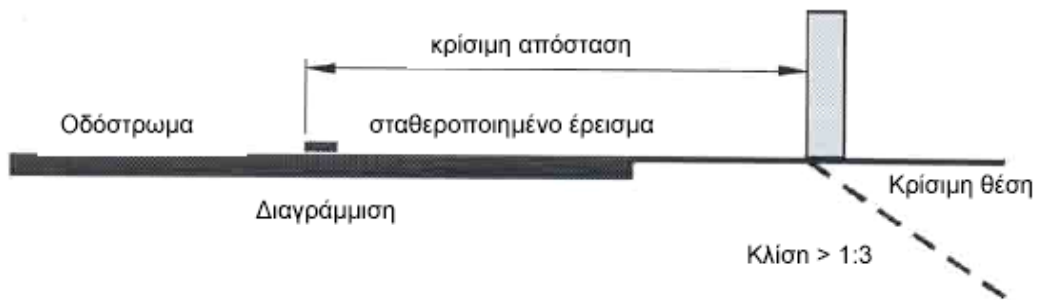 κρίσιμη απόσταση
Οδόστρωμα
σταθεροποιημένο έρεισμα
Κρίσιμη θέση
Διαγράμμιση
Κλίση > 1:3